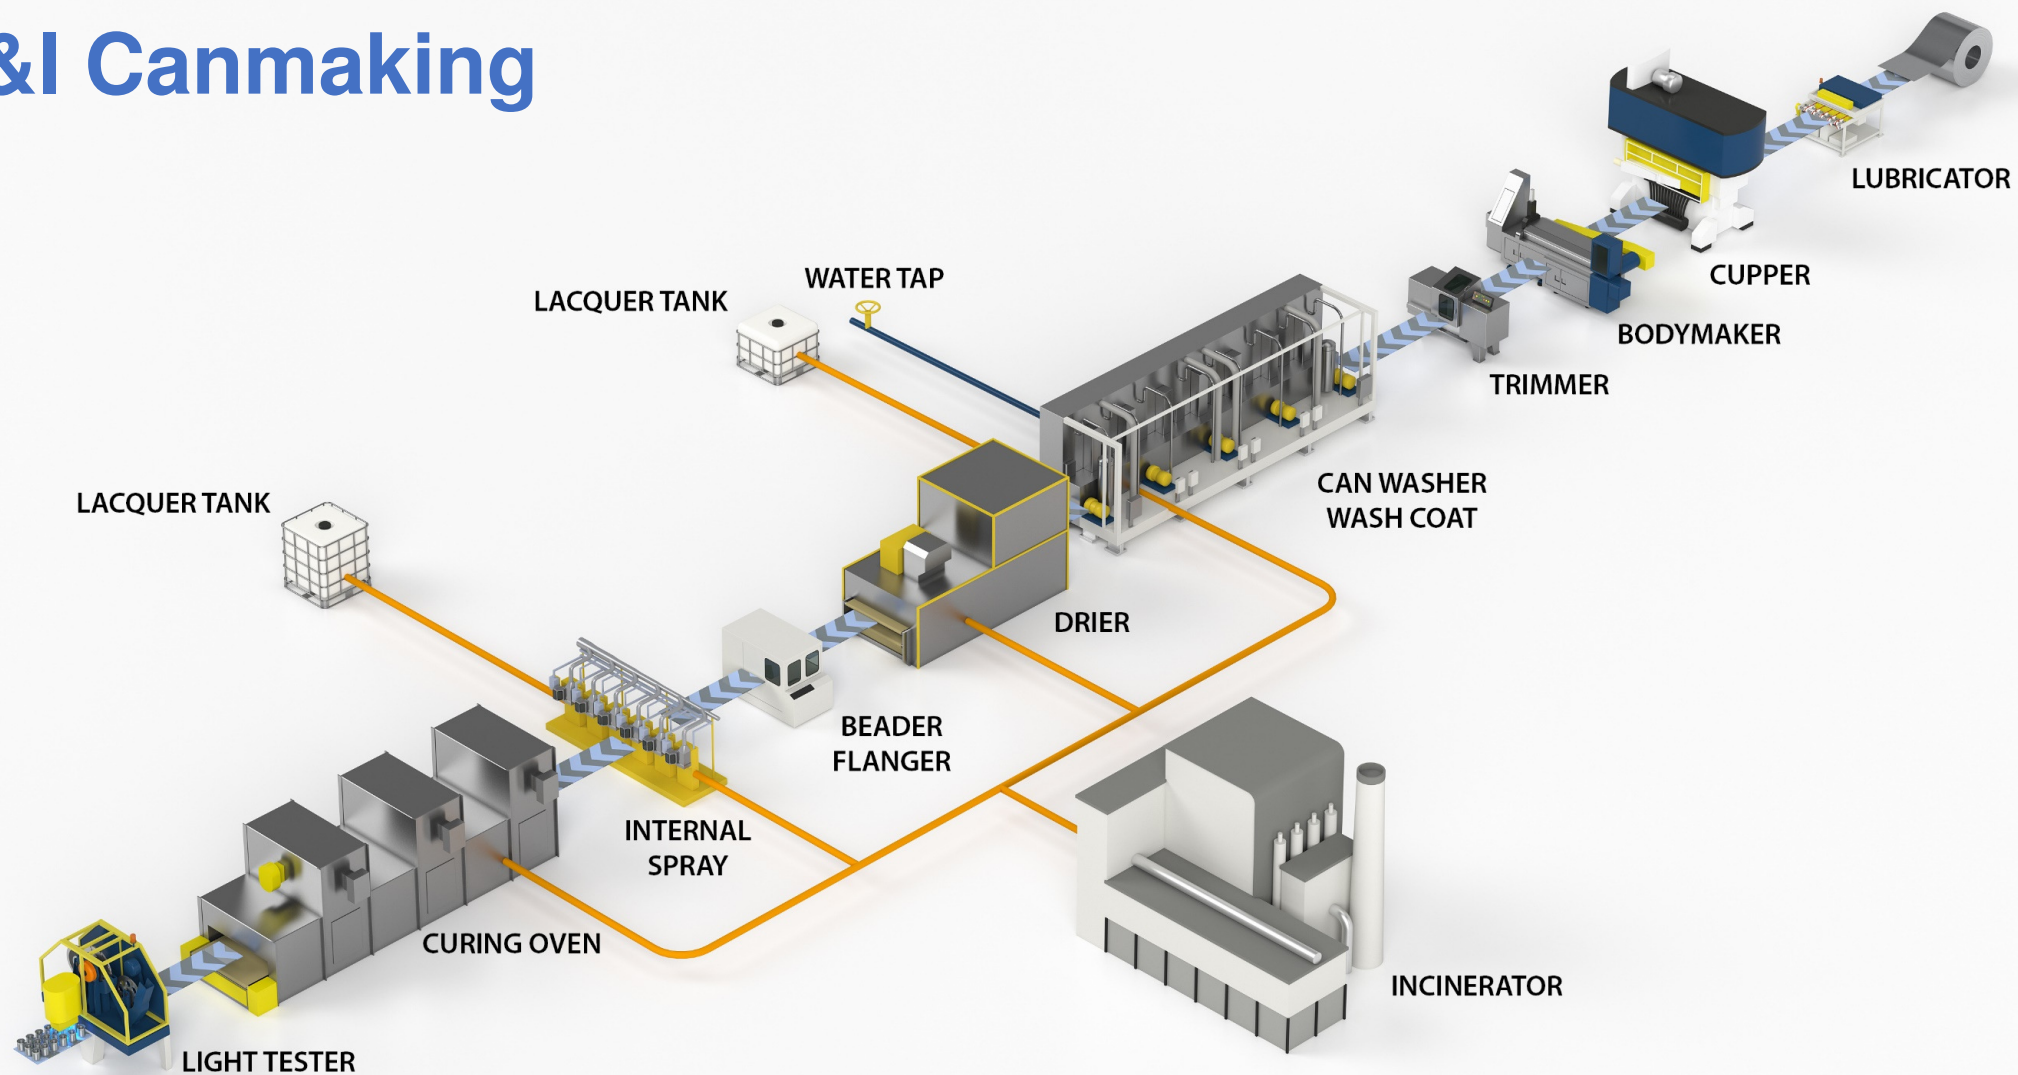 &I Canmaking
LUBRICATOR
CUPPER
BODYMAKER
TRIMMER
WATER TAP
LACQUER TANK
CAN WASHER
WASH COAT
LACQUER TANK
DRIER
BEADER
FLANGER
INTERNAL
SPRAY
CURING OVEN
INCINERATOR
LIGHT TESTER